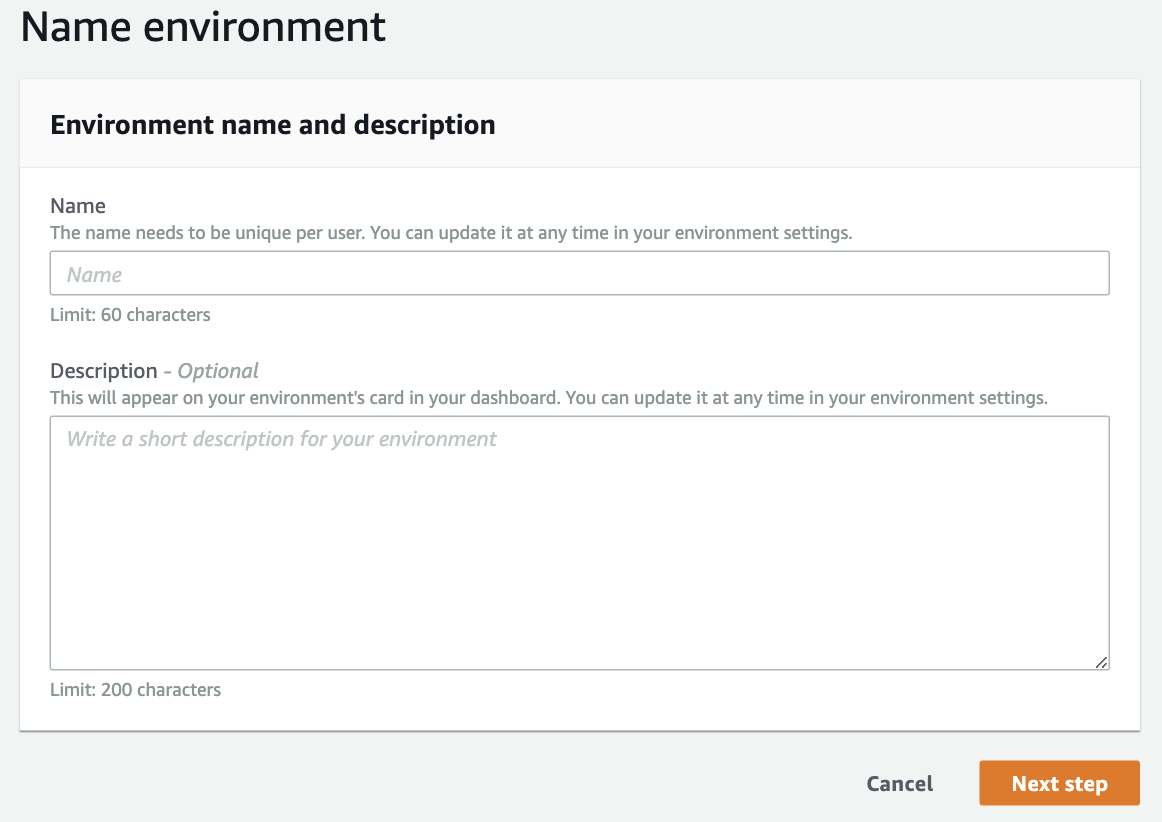 Name environment
Environment name and description
Name
The name needs to be unique per user. You can update it at any time in your environment settings.
Name
Limit: 60 characters
Description - Optional
This will appear on your environment's card in your dashboard. You can update it at any time in your environment settings.
Write a short description for your environment
Limit: 200 characters
Cancel
Next step